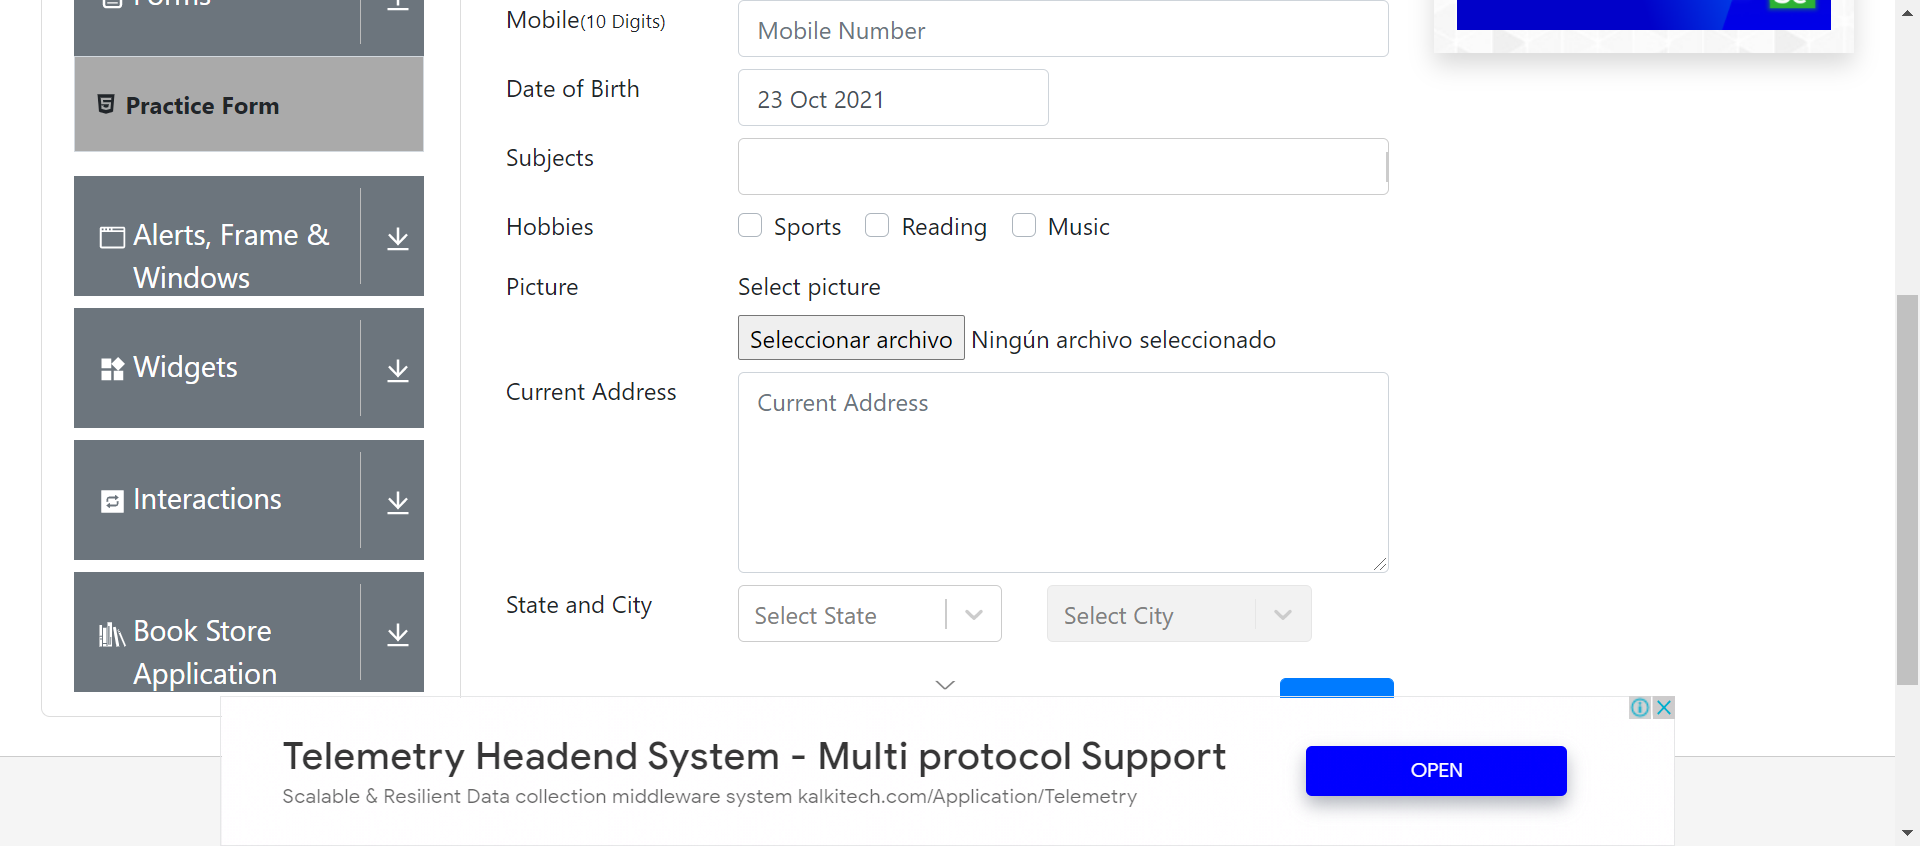 Forms
Practice Form
Alerts, Frame &
Windows
Widgets
Interactions
Book Store
Application
Mobile(10 Digits)
Mobile Number
Date of Birth
23 Oct 2021
Subjects
Hobbies
Sports
Reading
Music
Picture
Select picture
Seleccionar archivo Ningún archivo seleccionado
Current Address
Current Address
State and City
Select State
Select City
Telemetry Headend System - Multi protocol Support
Scalable & Resilient Data collection middleware system kalkitech.com/Application/Telemetry
OPEN